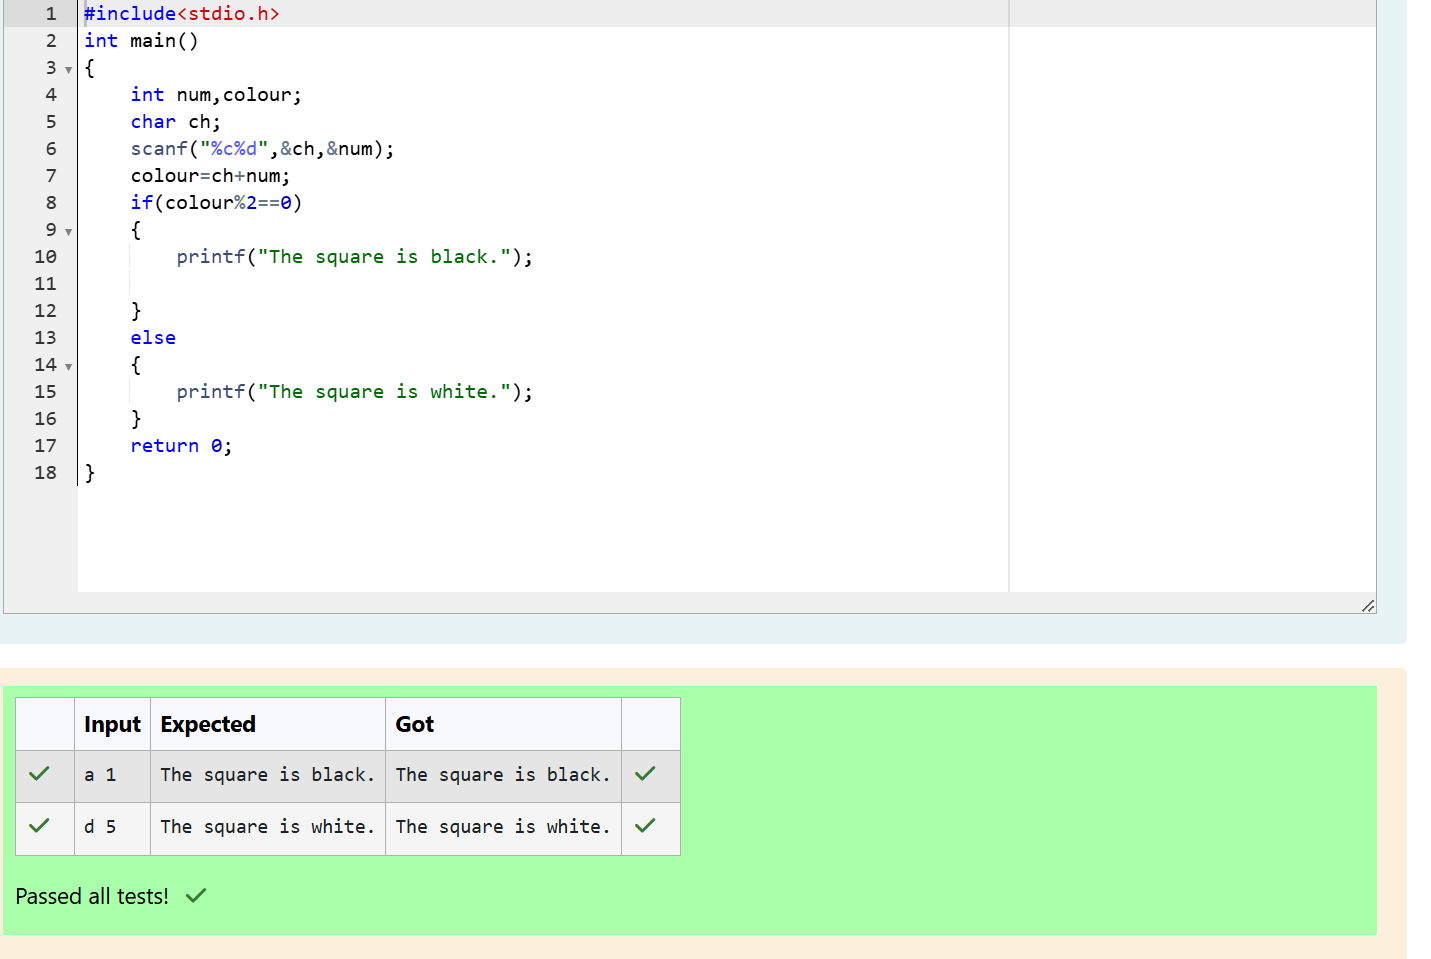 1 #include<stdio.h>
2 int main()
3 {
4     int num,colour;
5     char ch;
6     scanf("%c%d",&ch,&num);
7     colour=ch+num;
8     if(colour%2==0)
9     {
10         printf("The square is black.");
11
12     }
13     else
14     {
15         printf("The square is white.");
16     }
17     return 0;
18 }
Input Expected Got
a 1 The square is black. The square is black.
d 5 The square is white. The square is white.
Passed all tests!